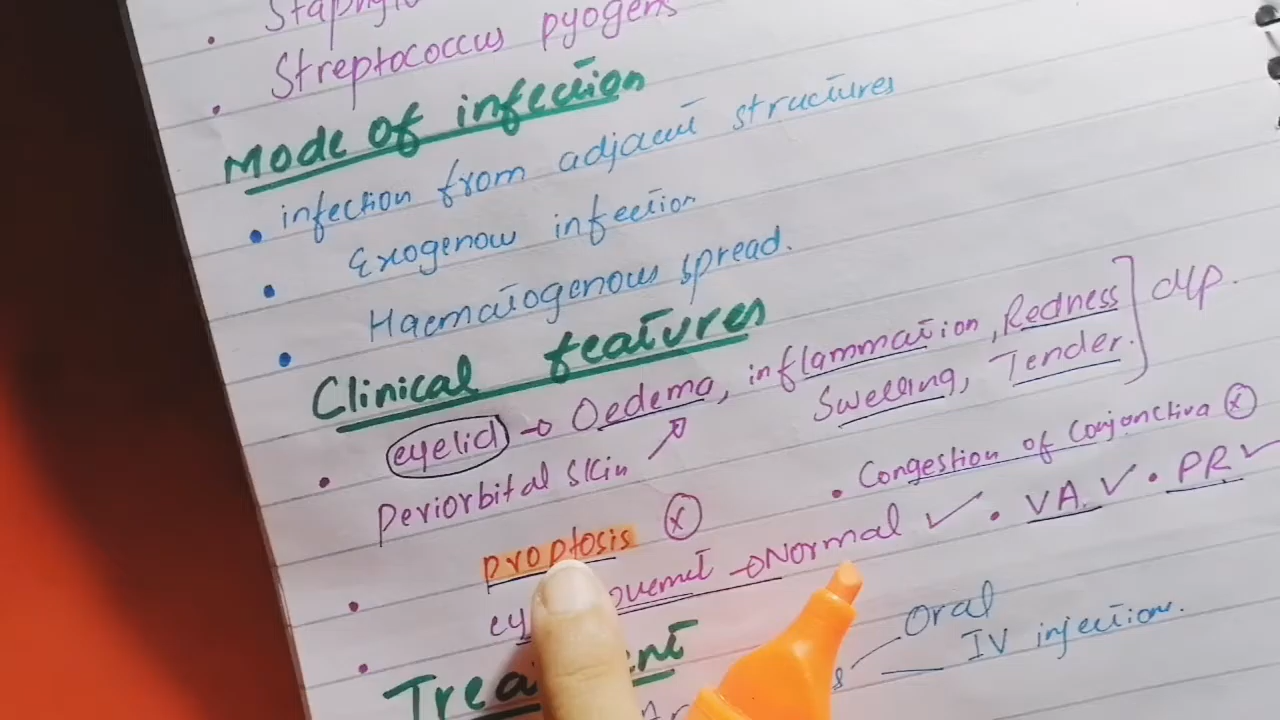 • Streptococcus pyogens
Mode of infection
• infection from adjacent structures
• Exogenous infection
• Haematogenous spread.
Clinical features
• eyelid → Oedema, inflammation, Redness
Swelling, Tender.
periorbital skin
• Congestion of conjunctiva ⓧ
• proptosis ⓧ
• Normal ✓ • VA ✓ • PR ✓
Oral
IV injection.